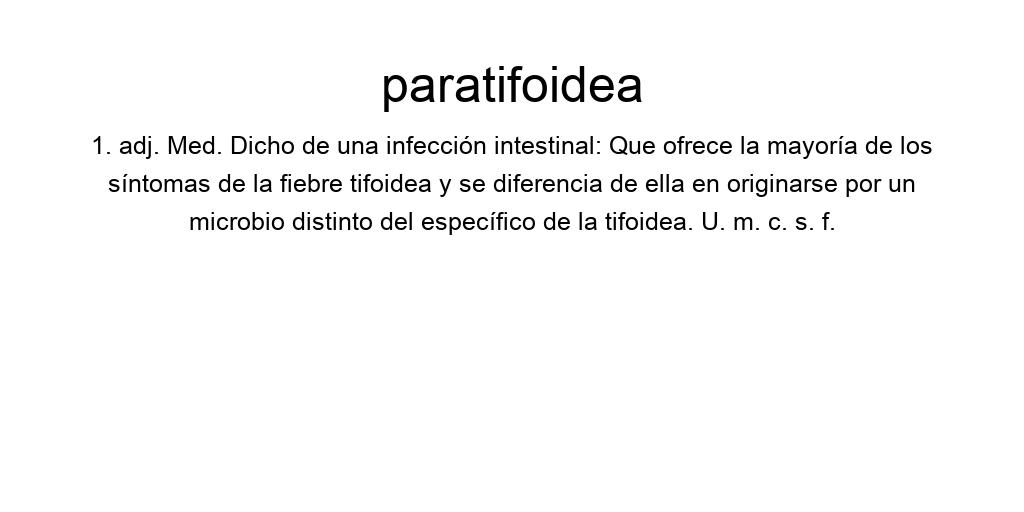 paratifoidea
1. adj. Med. Dicho de una infección intestinal: Que ofrece la mayoría de los
síntomas de la fiebre tifoidea y se diferencia de ella en originarse por un
microbio distinto del específico de la tifoidea. U. m. c. s. f.